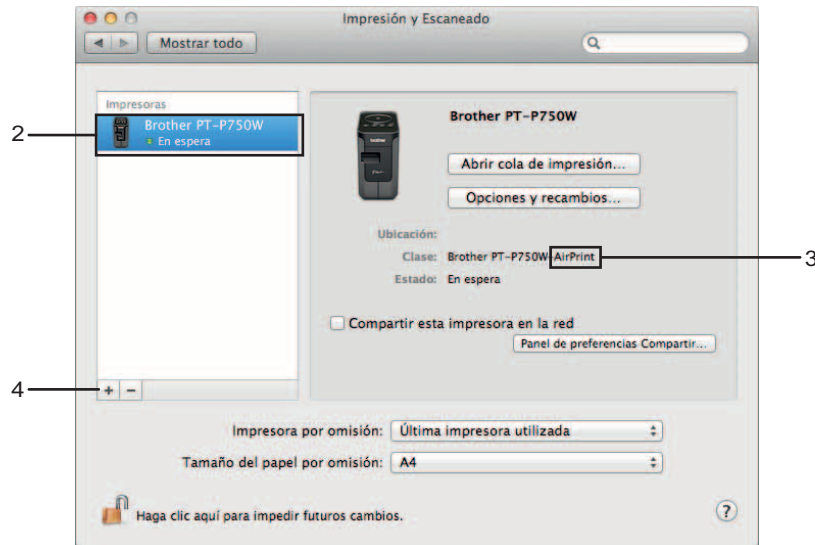 Impresión y Escaneado
Mostrar todo
Impresoras
2
Brother PT-P750W
En espera
Brother PT-P750W
Abrir cola de impresión...
Opciones y recambios...
Ubicación:
Clase: Brother PT-P750W-AirPrint
3
Estado: En espera
Compartir esta impresora en la red
Panel de preferencias Compartir...
4
+ −
Impresora por omisión: Última impresora utilizada
Tamaño del papel por omisión: A4
Haga clic aquí para impedir futuros cambios.
?